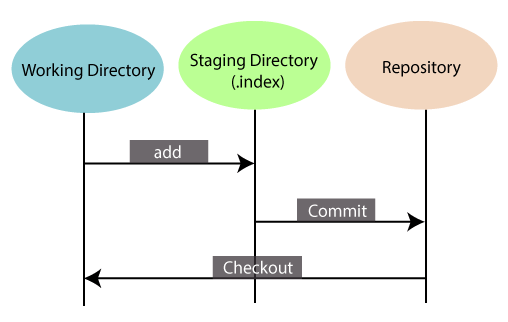 Working Directory
Staging Directory
(.index)
Repository
add
Commit
Checkout